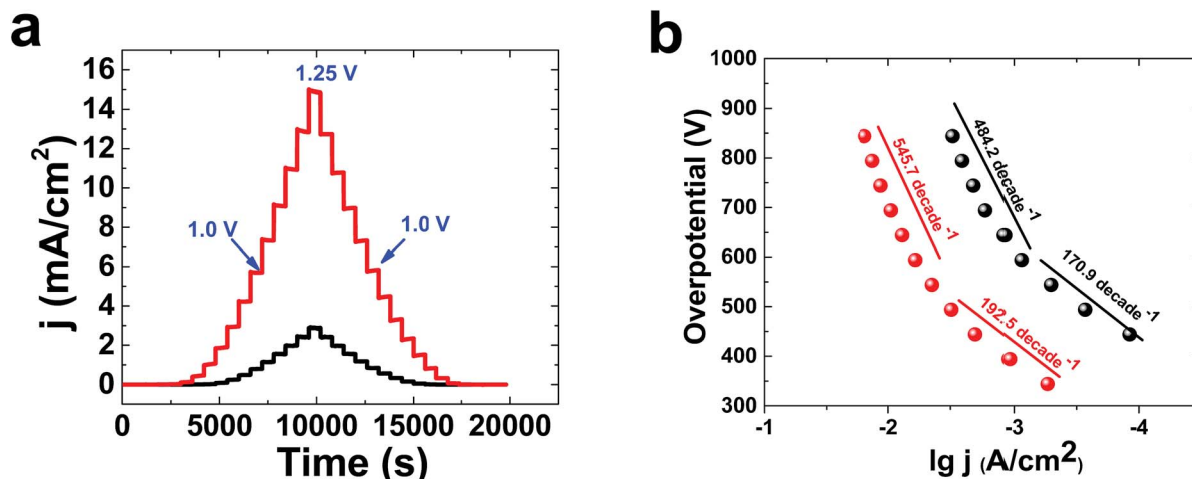 a
16
14
12
10
8
6
4
2
0
j (mA/cm²)
1.25 V
1.0 V
1.0 V
0 5000 10000 15000 20000
Time (s)
b
1000
900
800
700
600
500
400
300
Overpotential (V)
545.7 decade ⁻¹
484.2 decade ⁻¹
192.5 decade ⁻¹
170.9 decade ⁻¹
-1 -2 -3 -4
lg j (A/cm²)